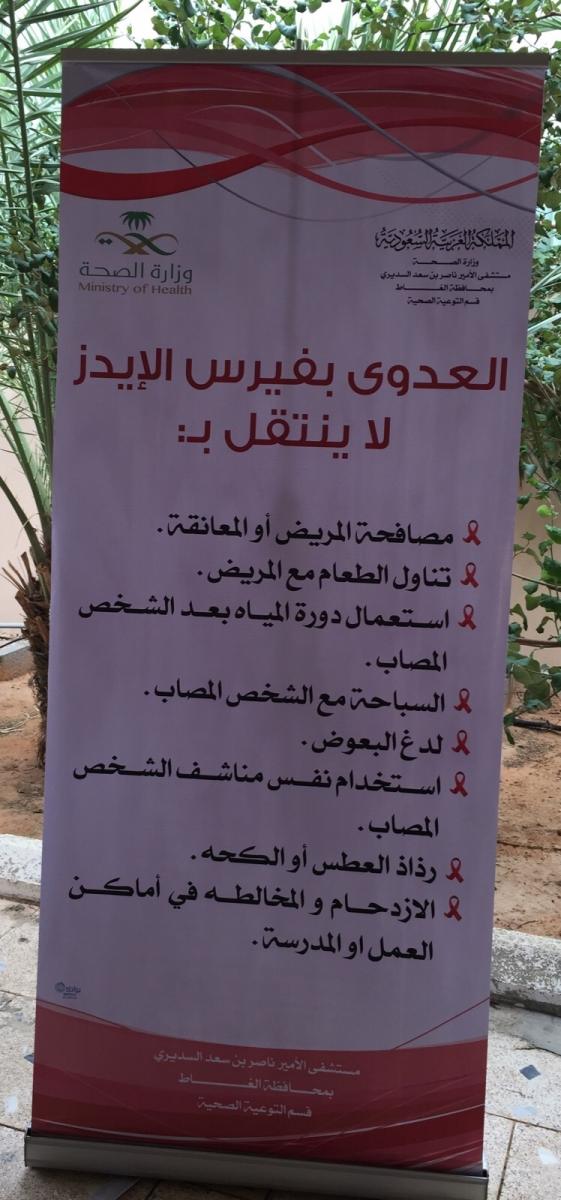 المملكة العربية السعودية
وزارة الصحة
مستشفى الأمير ناصر بن سعد السديري
بمحافظة الغاط
قسم التوعية الصحية
وزارة الصحة
Ministry of Health
العدوى بفيرس الإيدز
لا ينتقل بـ:
مصافحة المريض أو المعانقة.
تناول الطعام مع المريض.
استعمال دورة المياه بعد الشخص
المصاب.
السباحة مع الشخص المصاب.
لدغ البعوض.
استخدام نفس مناشف الشخص
المصاب.
رذاذ العطس أو الكحه.
الازدحام و المخالطه في أماكن
العمل او المدرسة.
مستشفى الأمير ناصر بن سعد السديري
بمحافظة الغاط
قسم التوعية الصحية